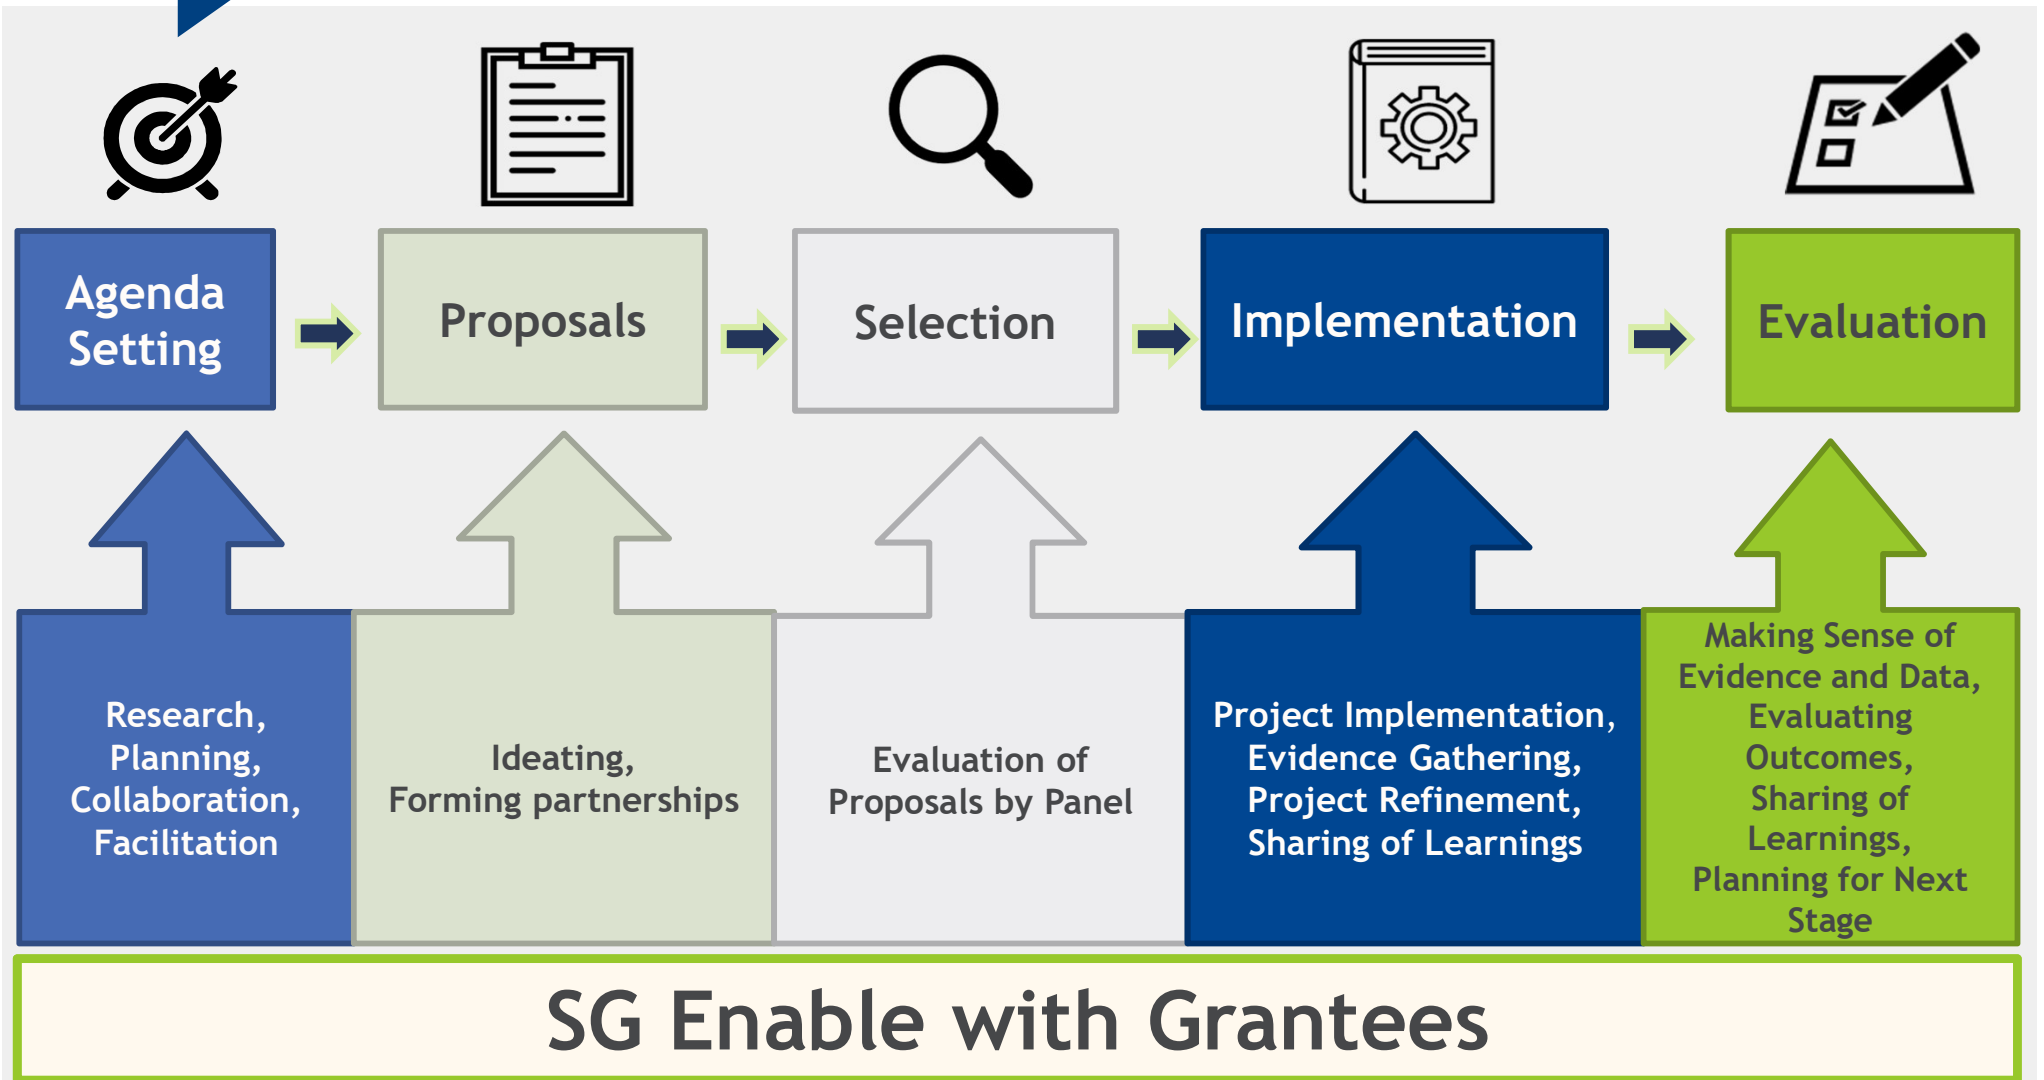 Agenda
Setting
Proposals
Selection
Implementation
Evaluation
Research,
Planning,
Collaboration,
Facilitation
Ideating,
Forming partnerships
Evaluation of
Proposals by Panel
Project Implementation,
Evidence Gathering,
Project Refinement,
Sharing of Learnings
Making Sense of
Evidence and Data,
Evaluating
Outcomes,
Sharing of
Learnings,
Planning for Next
Stage
SG Enable with Grantees